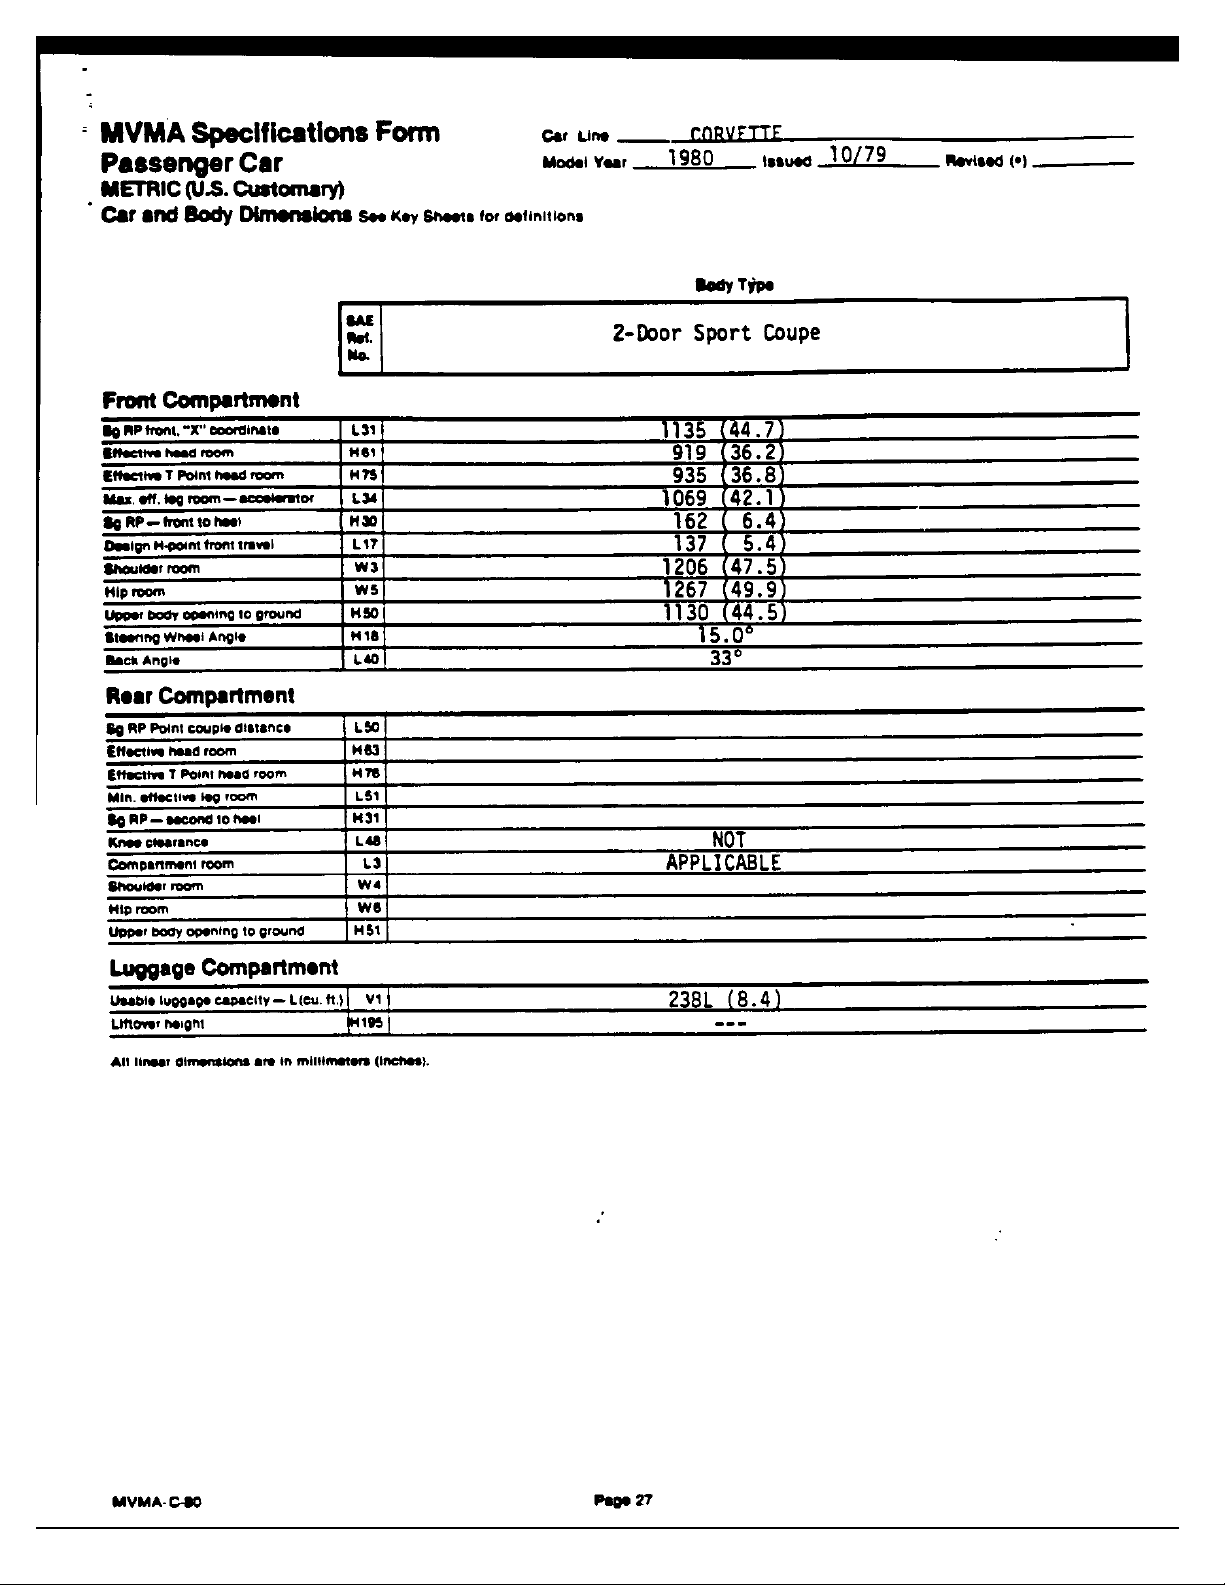 MVMA Specifications Form
Passenger Car
METRIC (U.S. Customary)
Car and Body Dimensions See Key Sheets for definitions
Car Line CORVETTE
Model Year 1980 Issued 10/79 Revised (•)
Body Type
SAE Ref. No. 2-Door Sport Coupe
Front Compartment
Sg RP front, "X" coordinate L31 1135 (44.7)
Effective head room H61 919 (36.2)
Effective T Point head room H75 935 (36.8)
Max. eff. leg room — accelerator L34 1069 (42.1)
Sg RP — front to heel H30 162 ( 6.4)
Design H-point front travel L17 137 ( 5.4)
Shoulder room W3 1206 (47.5)
Hip room W5 1267 (49.9)
Upper body opening to ground H50 1130 (44.5)
Steering Wheel Angle H18 15.0°
Back Angle L40 33°
Rear Compartment
Sg RP Point couple distance L50
Effective head room H63
Effective T Point head room H76
Min. effective leg room L51
Sg RP — second to heel H31
Knee clearance L48 NOT
Compartment room L3 APPLICABLE
Shoulder room W4
Hip room W6
Upper body opening to ground H51
Luggage Compartment
Usable luggage capacity — L (cu. ft.) V1 238L (8.4)
Liftover height H195 ---
All linear dimensions are in millimeters (inches).
MVMA-C-80 Page 27